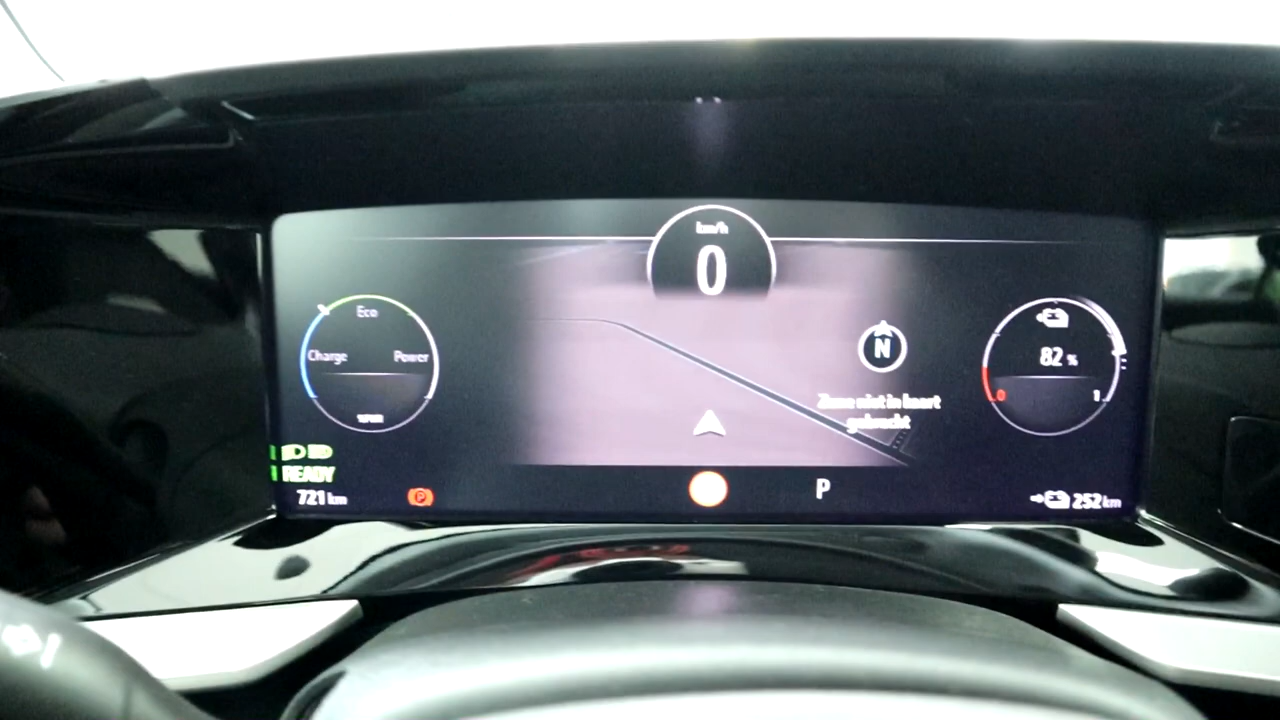 km/h
0
Eco
Charge
Power
N
82 %
Zone niet in kaart
gebracht
0
1
READY
721 km
P
P
252 km